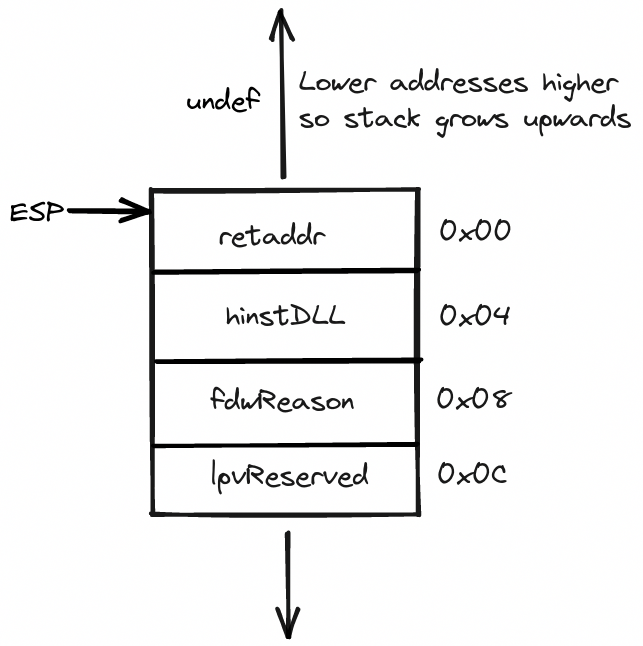 undef
Lower addresses higher
so stack grows upwards
ESP
retaddr
0x00
hinstDLL
0x04
fdwReason
0x08
lpvReserved
0x0C